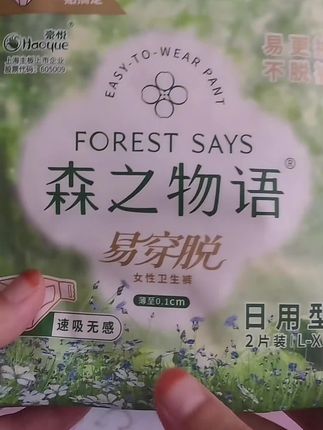 豪悦
Haoyue
上海主板上市企业
股票代码：605009
EASY-TO-WEAR PANT
易更
不脱
FOREST SAYS
森之物语®
易穿脱
女性卫生裤
薄至0.1cm
速吸无感
日用型
2片装|L-X